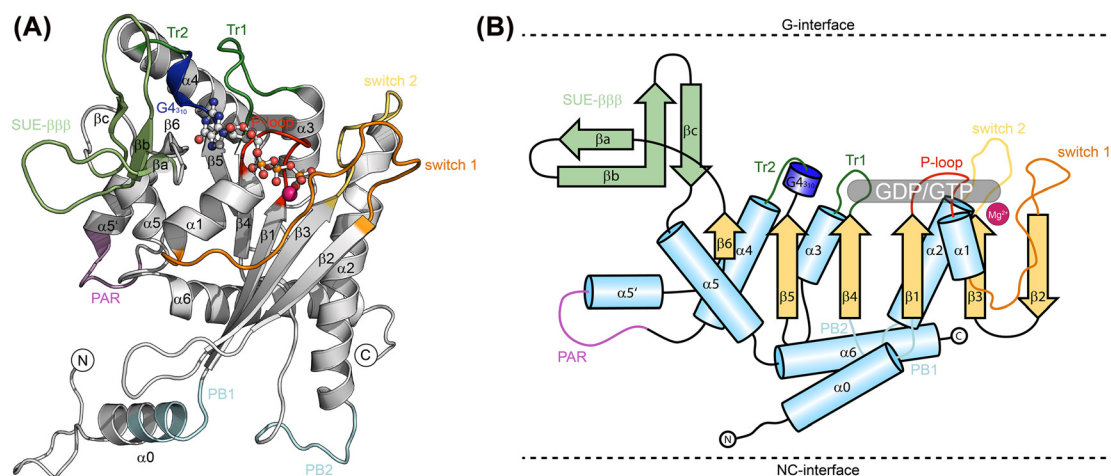 (A)
Tr2
Tr1
α4
switch 2
G4₃₁₀
SUE-βββ
βc
β6
P-loop
α3
βb
βa
β5
switch 1
α5'
α5
α1
β4
β1
β3
β2
α2
PAR
α6
N
C
PB1
α0
PB2
(B)
G-interface
SUE-βββ
βa
βc
βb
switch 2
Tr2
Tr1
P-loop
switch 1
G4₃₁₀
GDP/GTP
Mg²⁺
β6
α4
α3
α2
α1
α5
α5'
β5
β4
β1
β3
β2
PAR
PB2
α6
C
PB1
α0
N
NC-interface